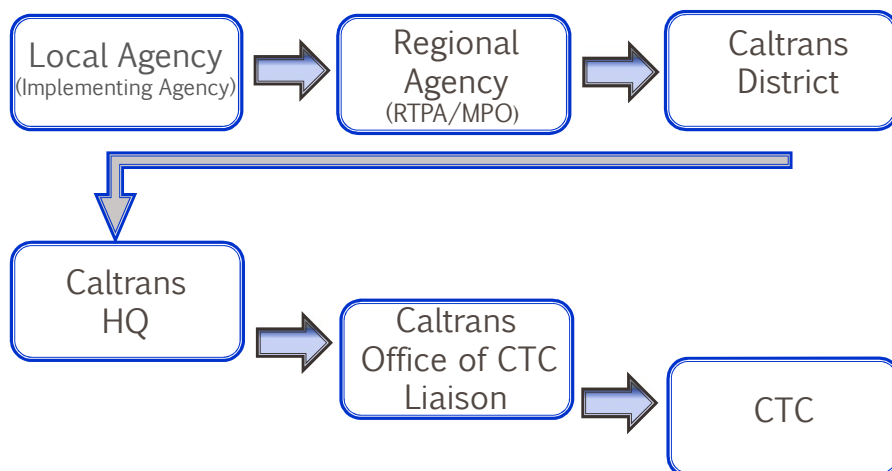 Local Agency
(Implementing Agency)
Regional
Agency
(RTPA/MPO)
Caltrans
District
Caltrans
HQ
Caltrans
Office of CTC
Liaison
CTC